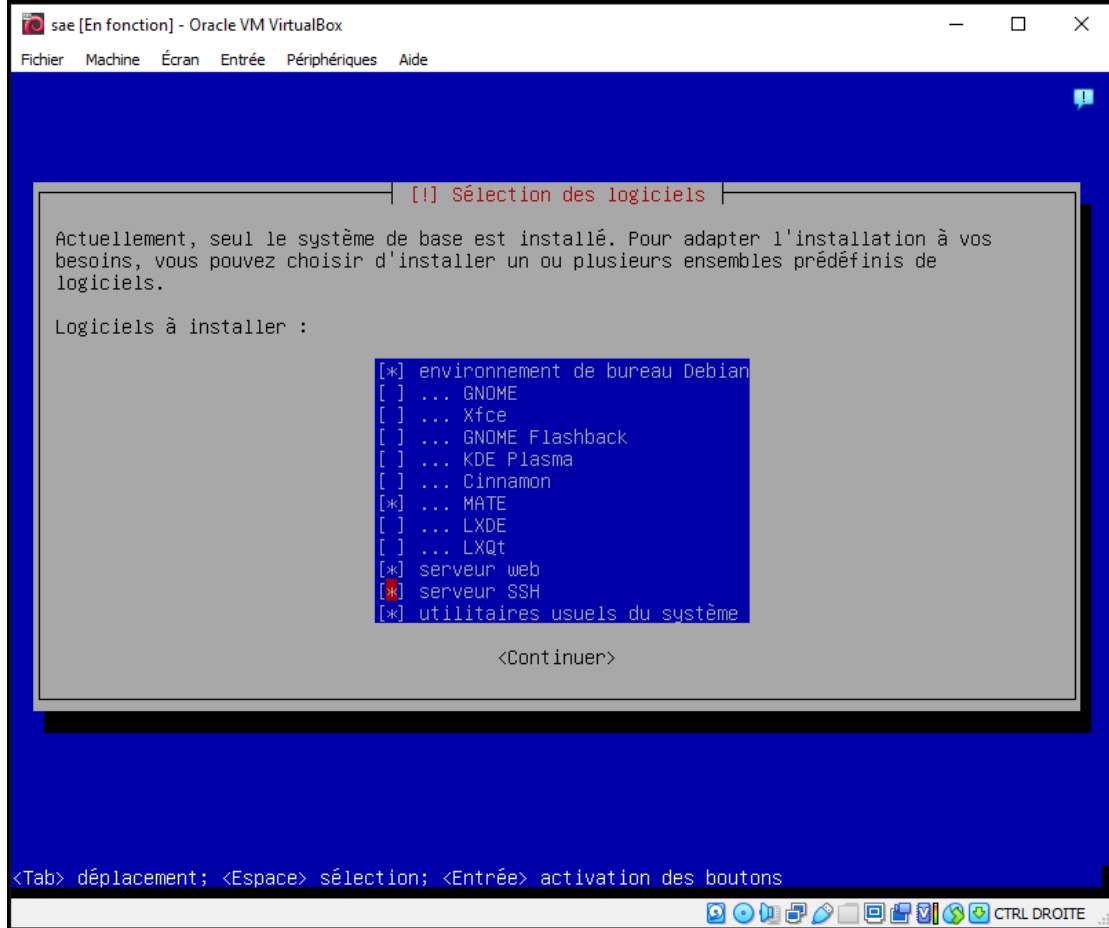 sae [En fonction] - Oracle VM VirtualBox
Fichier Machine Écran Entrée Périphériques Aide
[!] Sélection des logiciels
Actuellement, seul le système de base est installé. Pour adapter l'installation à vos
besoins, vous pouvez choisir d'installer un ou plusieurs ensembles prédéfinis de
logiciels.
Logiciels à installer :
[*] environnement de bureau Debian
[ ] ... GNOME
[ ] ... Xfce
[ ] ... GNOME Flashback
[ ] ... KDE Plasma
[ ] ... Cinnamon
[*] ... MATE
[ ] ... LXDE
[ ] ... LXQt
[*] serveur web
[*] serveur SSH
[*] utilitaires usuels du système
<Continuer>
<Tab> déplacement; <Espace> sélection; <Entrée> activation des boutons
CTRL DROITE